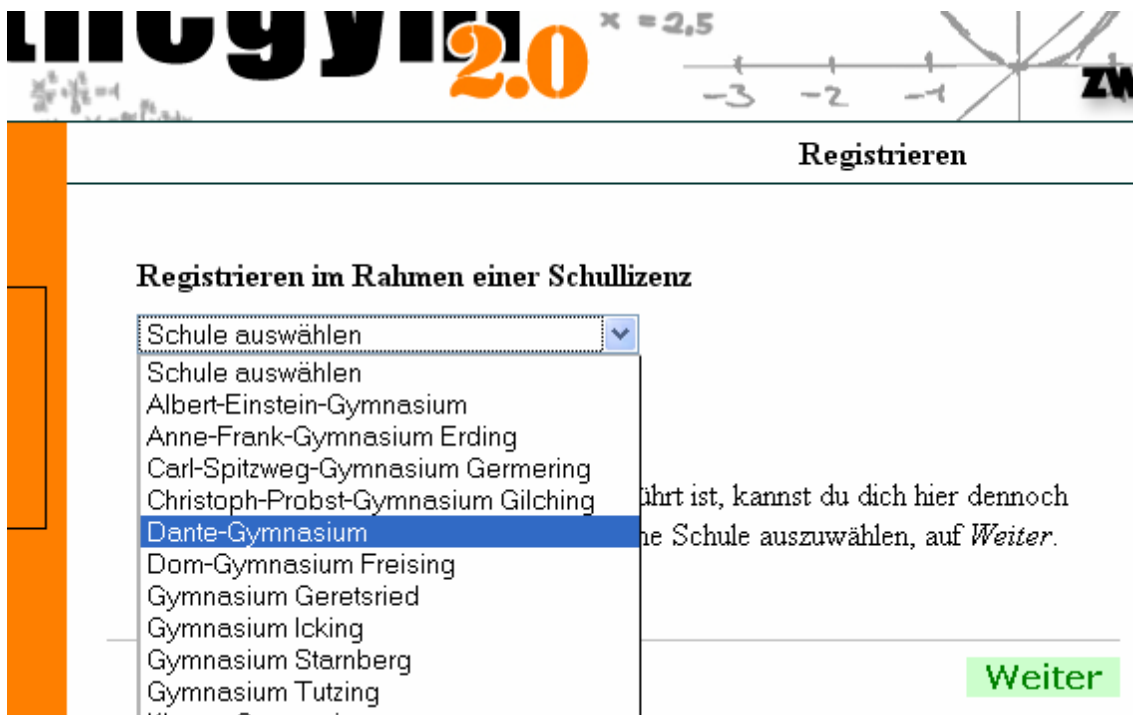 2.0
x = 2,5
-3 -2 -1
Registrieren
Registrieren im Rahmen einer Schullizenz
Schule auswählen
Schule auswählen
Albert-Einstein-Gymnasium
Anne-Frank-Gymnasium Erding
Carl-Spitzweg-Gymnasium Germering
Christoph-Probst-Gymnasium Gilching
ührt ist, kannst du dich hier dennoch
Dante-Gymnasium
ne Schule auszuwählen, auf Weiter.
Dom-Gymnasium Freising
Gymnasium Geretsried
Gymnasium Icking
Gymnasium Starnberg
Gymnasium Tutzing
Weiter